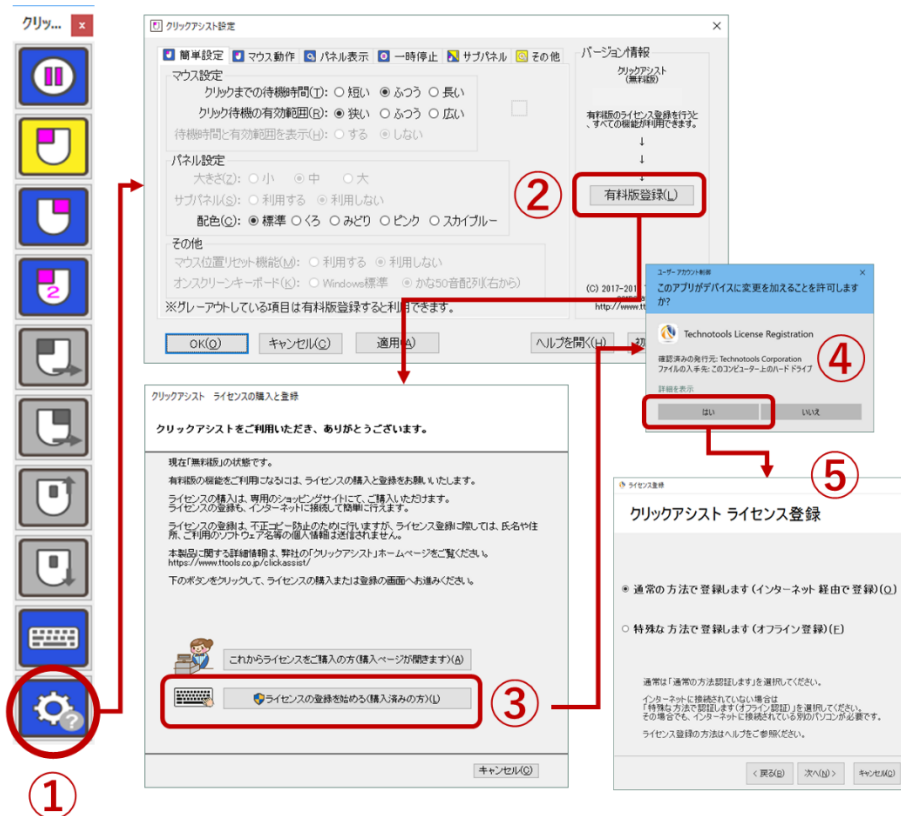 クリッ... x
2
?
①
クリックアシスト設定
簡単設定 マウス動作 パネル表示 一時停止 サブパネル その他
マウス設定
クリックまでの待機時間(T): 短い ふつう 長い
クリック待機の有効範囲(R): 狭い ふつう 広い
待機時間と有効範囲を表示(H): する しない
パネル設定
大きさ(Z): 小 中 大
サブパネル(S): 利用する 利用しない
配色(C): 標準 くろ みどり ピンク スカイブルー
その他
マウス位置リセット機能(M): 利用する 利用しない
オンスクリーンキーボード(K): Windows標準 かな50音配列(右から)
※グレーアウトしている項目は有料版登録すると利用できます。
OK(O) キャンセル(C) 適用(A) ヘルプを開く(H)
バージョン情報
クリックアシスト
(無料版)
有料版のライセンス登録を行うと
、すべての機能が利用できます。
↓
↓
↓
②
有料版登録(L)
(C) 2017-201
http://www.tt
ユーザー アカウント制御
このアプリがデバイスに変更を加えることを許可します
か?
Technotools License Registration
確認済みの発行元: Technotools Corporation
ファイルの入手先: このコンピューター上のハード ドライブ
④
詳細を表示
はい いいえ
クリックアシスト ライセンスの購入と登録
クリックアシストをご利用いただき、ありがとうございます。
現在「無料版」の状態です。
有料版の機能をご利用になるには、ライセンスの購入と登録をお願いいたします。
ライセンスの購入は、専用のショッピングサイトにて、ご購入いただけます。
ライセンスの登録も、インターネットに接続して簡単に行えます。
ライセンスの登録は、不正コピー防止のために行いますが、ライセンス登録に際しては、氏名や住
所、ご利用のソフトウェア名等の個人情報は送信されません。
本製品に関する詳細情報は、弊社の「クリックアシスト」ホームページをご覧ください。
https://www.ttools.co.jp/clickassist/
下のボタンをクリックして、ライセンスの購入または登録の画面へお進みください。
これからライセンスをご購入の方(購入ページが開きます)(A)
ライセンスの登録を始める(購入済みの方)(L)
③
キャンセル(C)
⑤
ライセンス登録
クリックアシスト ライセンス登録
通常の方法で登録します(インターネット経由で登録)(O)
特殊な方法で登録します(オフライン登録)(F)
通常は「通常の方法認証します」を選択してください。
インターネットに接続されていない場合は
「特殊な方法で認証します(オフライン認証)」を選択してください。
その場合でも、インターネットに接続されている別のパソコンが必要です。
ライセンス登録の方法はヘルプをご参照ください。
< 戻る(B) 次へ(N) > キャンセル(C)